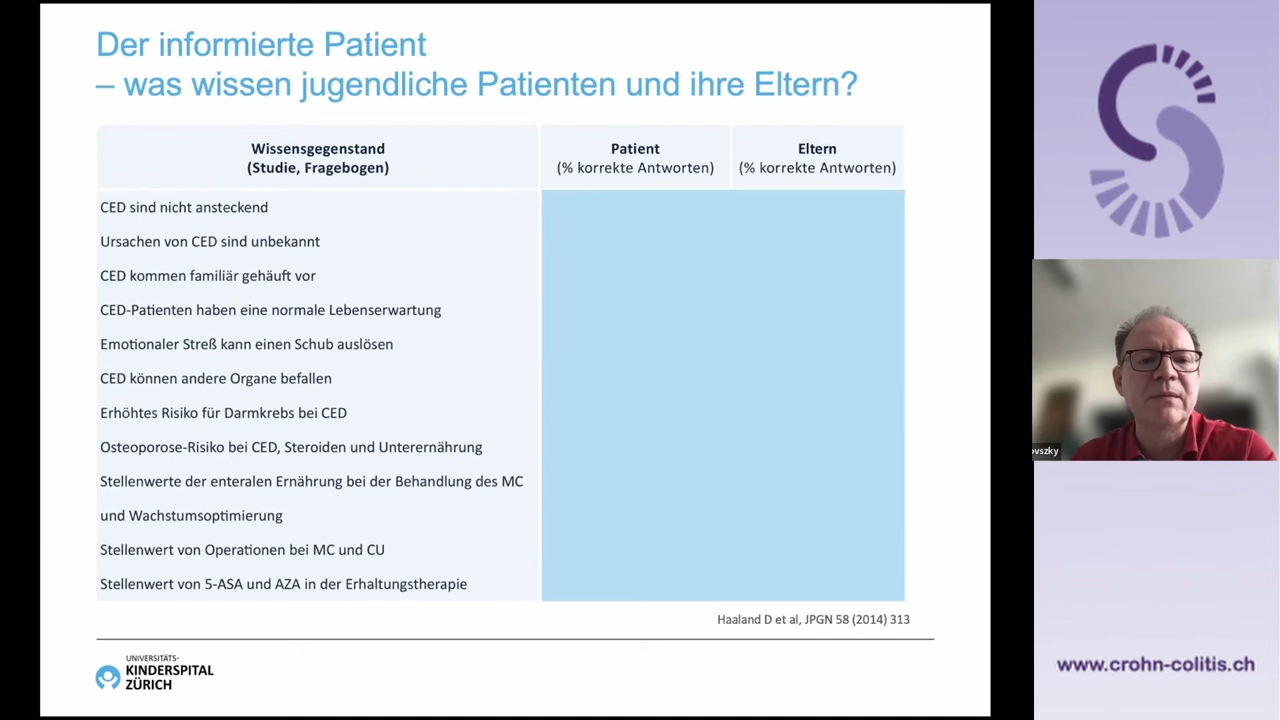 Der informierte Patient
– was wissen jugendliche Patienten und ihre Eltern?
Wissensgegenstand
(Studie, Fragebogen)
Patient
(% korrekte Antworten)
Eltern
(% korrekte Antworten)
CED sind nicht ansteckend
Ursachen von CED sind unbekannt
CED kommen familiär gehäuft vor
CED-Patienten haben eine normale Lebenserwartung
Emotionaler Streß kann einen Schub auslösen
CED können andere Organe befallen
Erhöhtes Risiko für Darmkrebs bei CED
Osteoporose-Risiko bei CED, Steroiden und Unterernährung
Stellenwerte der enteralen Ernährung bei der Behandlung des MC
und Wachstumsoptimierung
Stellenwert von Operationen bei MC und CU
Stellenwert von 5-ASA und AZA in der Erhaltungstherapie
Haaland D et al, JPGN 58 (2014) 313
UNIVERSITÄTS-
KINDERSPITAL
ZÜRICH
ovszky
www.crohn-colitis.ch